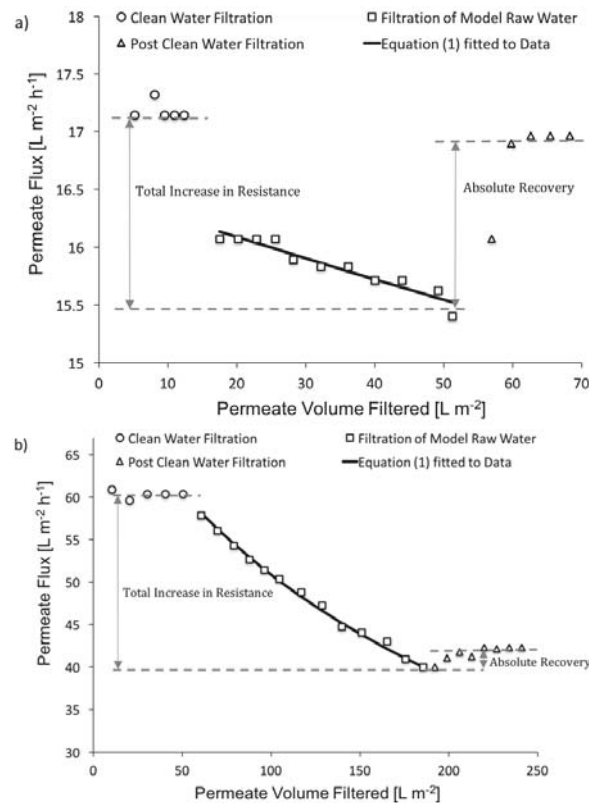 a)
○ Clean Water Filtration □ Filtration of Model Raw Water
△ Post Clean Water Filtration — Equation (1) fitted to Data
Permeate Flux [L m⁻² h⁻¹]
18
17.5
17
16.5
16
15.5
15
Total Increase in Resistance
Absolute Recovery
0 10 20 30 40 50 60 70
Permeate Volume Filtered [L m⁻²]
b)
○ Clean Water Filtration □ Filtration of Model Raw Water
△ Post Clean Water Filtration — Equation (1) fitted to Data
Permeate Flux [L m⁻² h⁻¹]
65
60
55
50
45
40
35
30
Total Increase in Resistance
Absolute Recovery
0 50 100 150 200 250
Permeate Volume Filtered [L m⁻²]